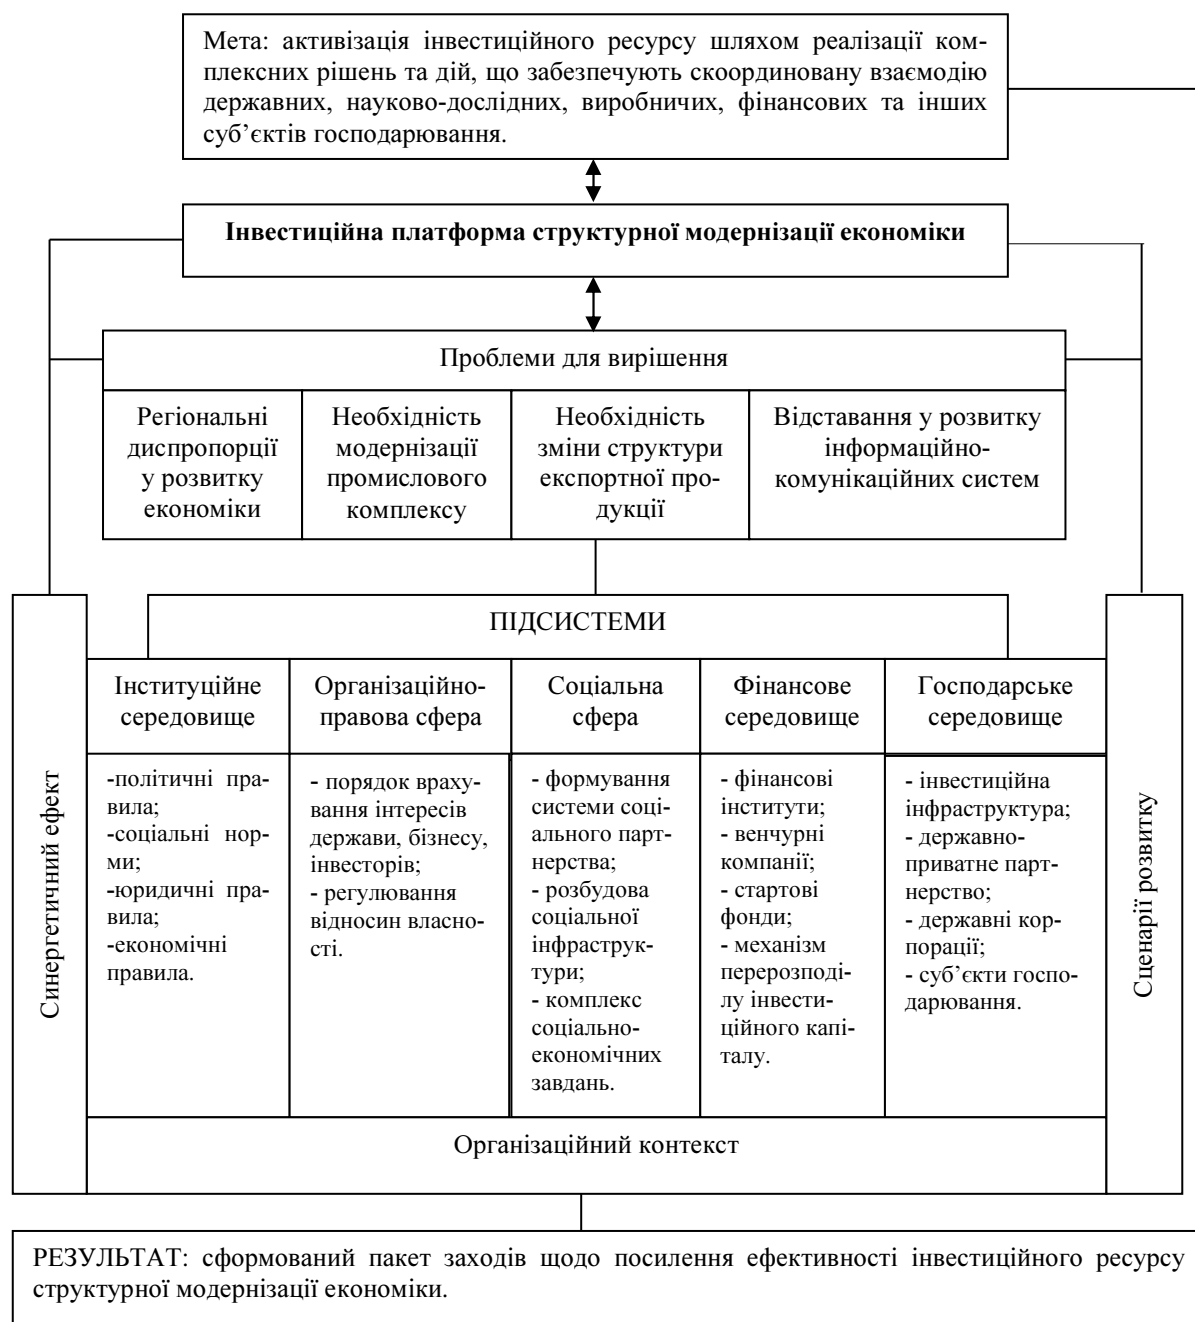 Мета: активізація інвестиційного ресурсу шляхом реалізації ком-
плексних рішень та дій, що забезпечують скоординовану взаємодію
державних, науково-дослідних, виробничих, фінансових та інших
суб’єктів господарювання.
Інвестиційна платформа структурної модернізації економіки
Проблеми для вирішення
Регіональні
диспропорції
у розвитку
економіки
Необхідність
модернізації
промислового
комплексу
Необхідність
зміни структури
експортної про-
дукції
Відставання у розвитку
інформаційно-
комунікаційних систем
Синергетичний ефект
ПІДСИСТЕМИ
Інституційне
середовище
-політичні пра-
вила;
-соціальні нор-
ми;
-юридичні пра-
вила;
-економічні
правила.
Організаційно-
правова сфера
- порядок враху-
вання інтересів
держави, бізнесу,
інвесторів;
- регулювання
відносин власно-
сті.
Соціальна
сфера
- формування
системи соці-
ального парт-
нерства;
- розбудова
соціальної
інфраструк-
тури;
- комплекс
соціально-
економічних
завдань.
Фінансове
середовище
- фінансові
інститути;
- венчурні
компанії;
- стартові
фонди;
- механізм
перерозподі-
лу інвести-
ційного капі-
талу.
Господарське
середовище
- інвестиційна
інфраструктура;
- державно-
приватне парт-
нерство;
- державні кор-
порації;
- суб’єкти госпо-
дарювання.
Сценарії розвитку
Організаційний контекст
РЕЗУЛЬТАТ: сформований пакет заходів щодо посилення ефективності інвестиційного ресурсу
структурної модернізації економіки.